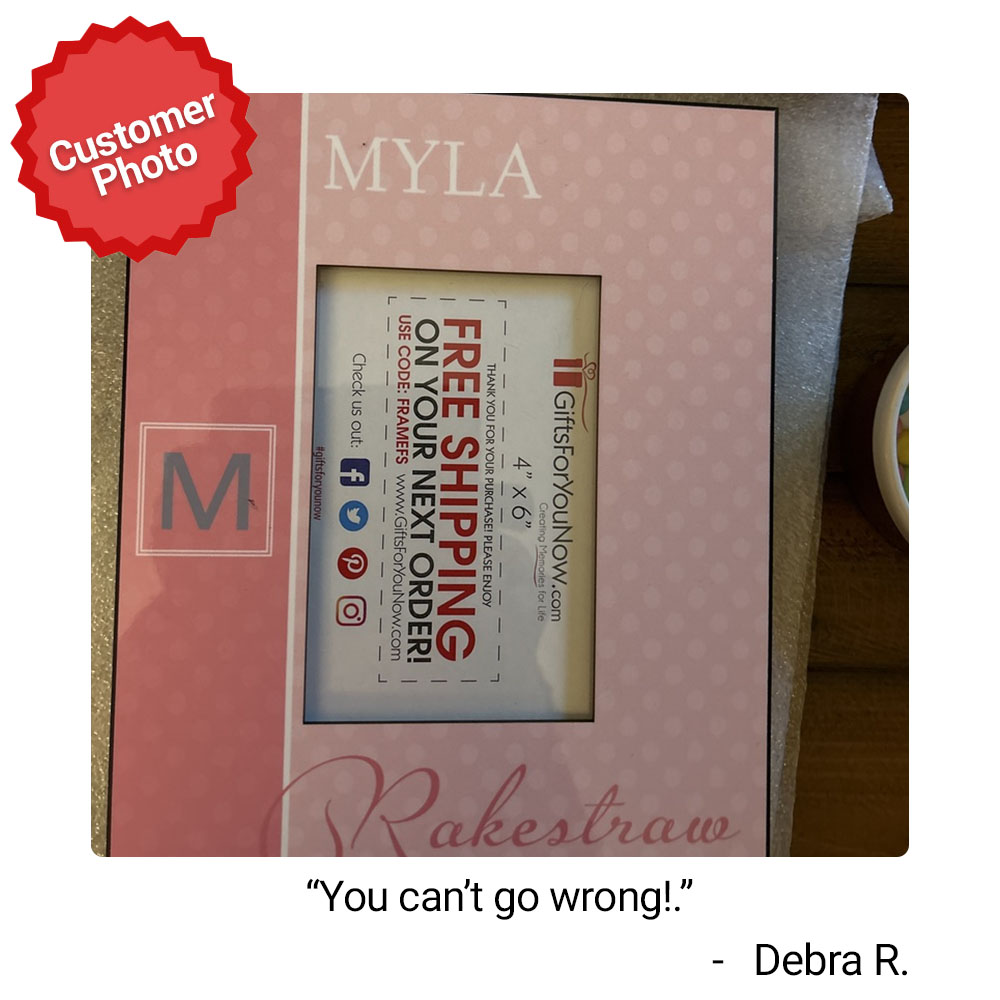 Customer
Photo
MYLA
M
GiftsForYouNow.com
Creating Memories for Life
4" x 6"
THANK YOU FOR YOUR PURCHASE! PLEASE ENJOY
FREE SHIPPING
ON YOUR NEXT ORDER!
USE CODE: FRAMEFS www.GiftsForYouNow.com
Check us out:
#giftsforyounow
Rakestraw
“You can’t go wrong!.”
- Debra R.